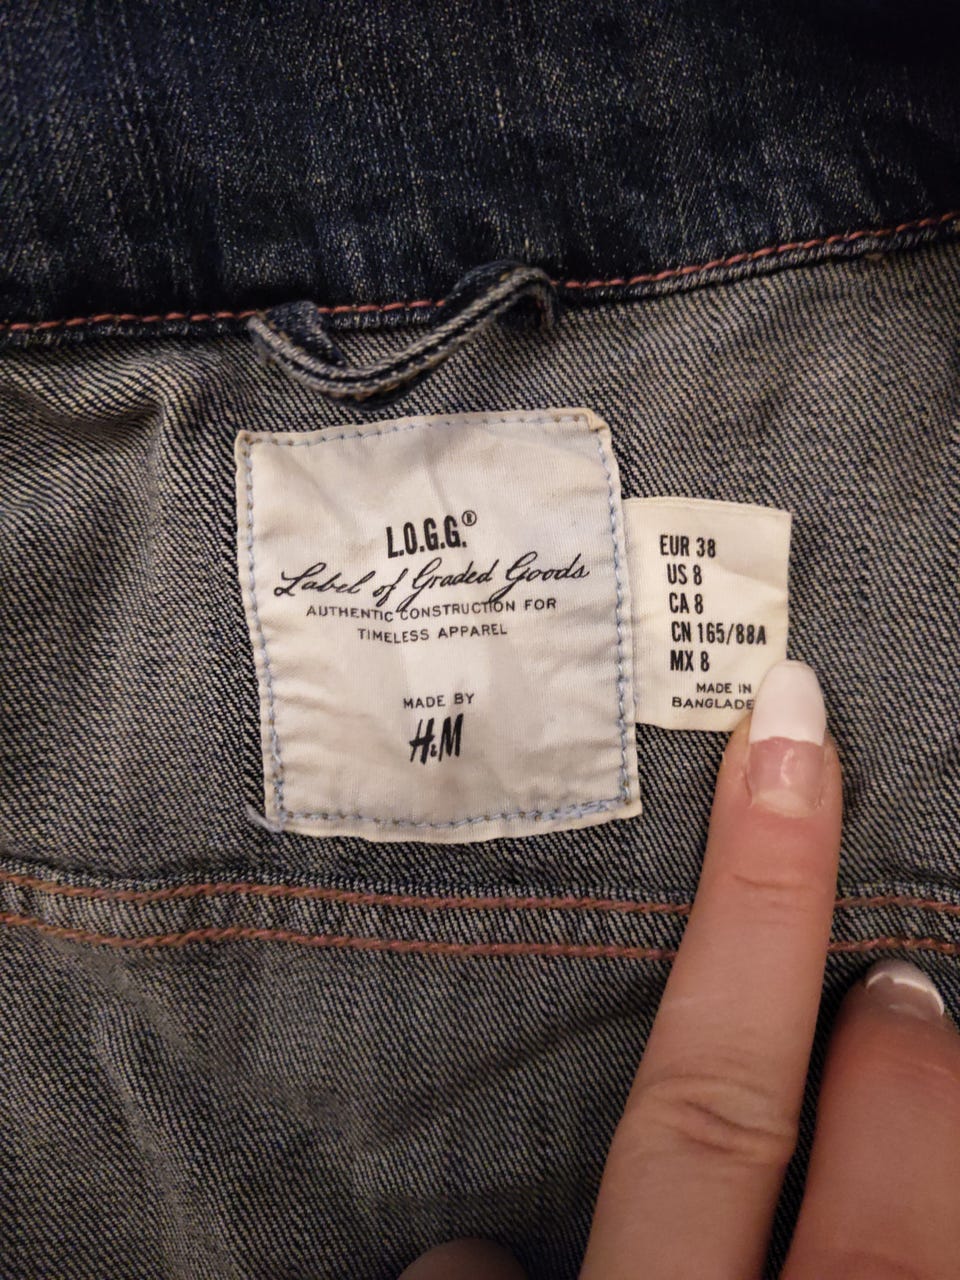 L.O.G.G.®
Label of Graded Goods
AUTHENTIC CONSTRUCTION FOR
TIMELESS APPAREL
MADE BY
H&M
EUR 38
US 8
CA 8
CN 165/88A
MX 8
MADE IN